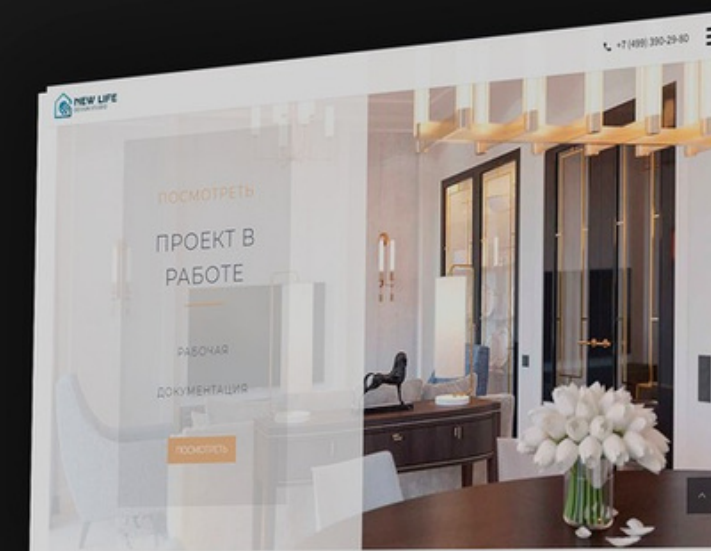 +7 (499) 390-29-80
NEW LIFE
ПОСМОТРЕТЬ
ПРОЕКТ В
РАБОТЕ
РАБОЧАЯ
ДОКУМЕНТАЦИЯ
ПОСМОТРЕТЬ